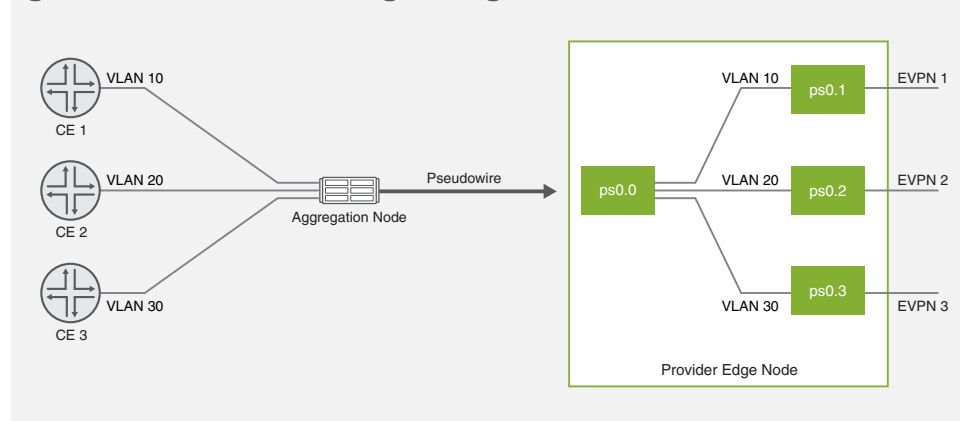 VLAN 10
CE 1
VLAN 20
CE 2
VLAN 30
CE 3
Aggregation Node
Pseudowire
ps0.0
VLAN 10
ps0.1
EVPN 1
VLAN 20
ps0.2
EVPN 2
VLAN 30
ps0.3
EVPN 3
Provider Edge Node